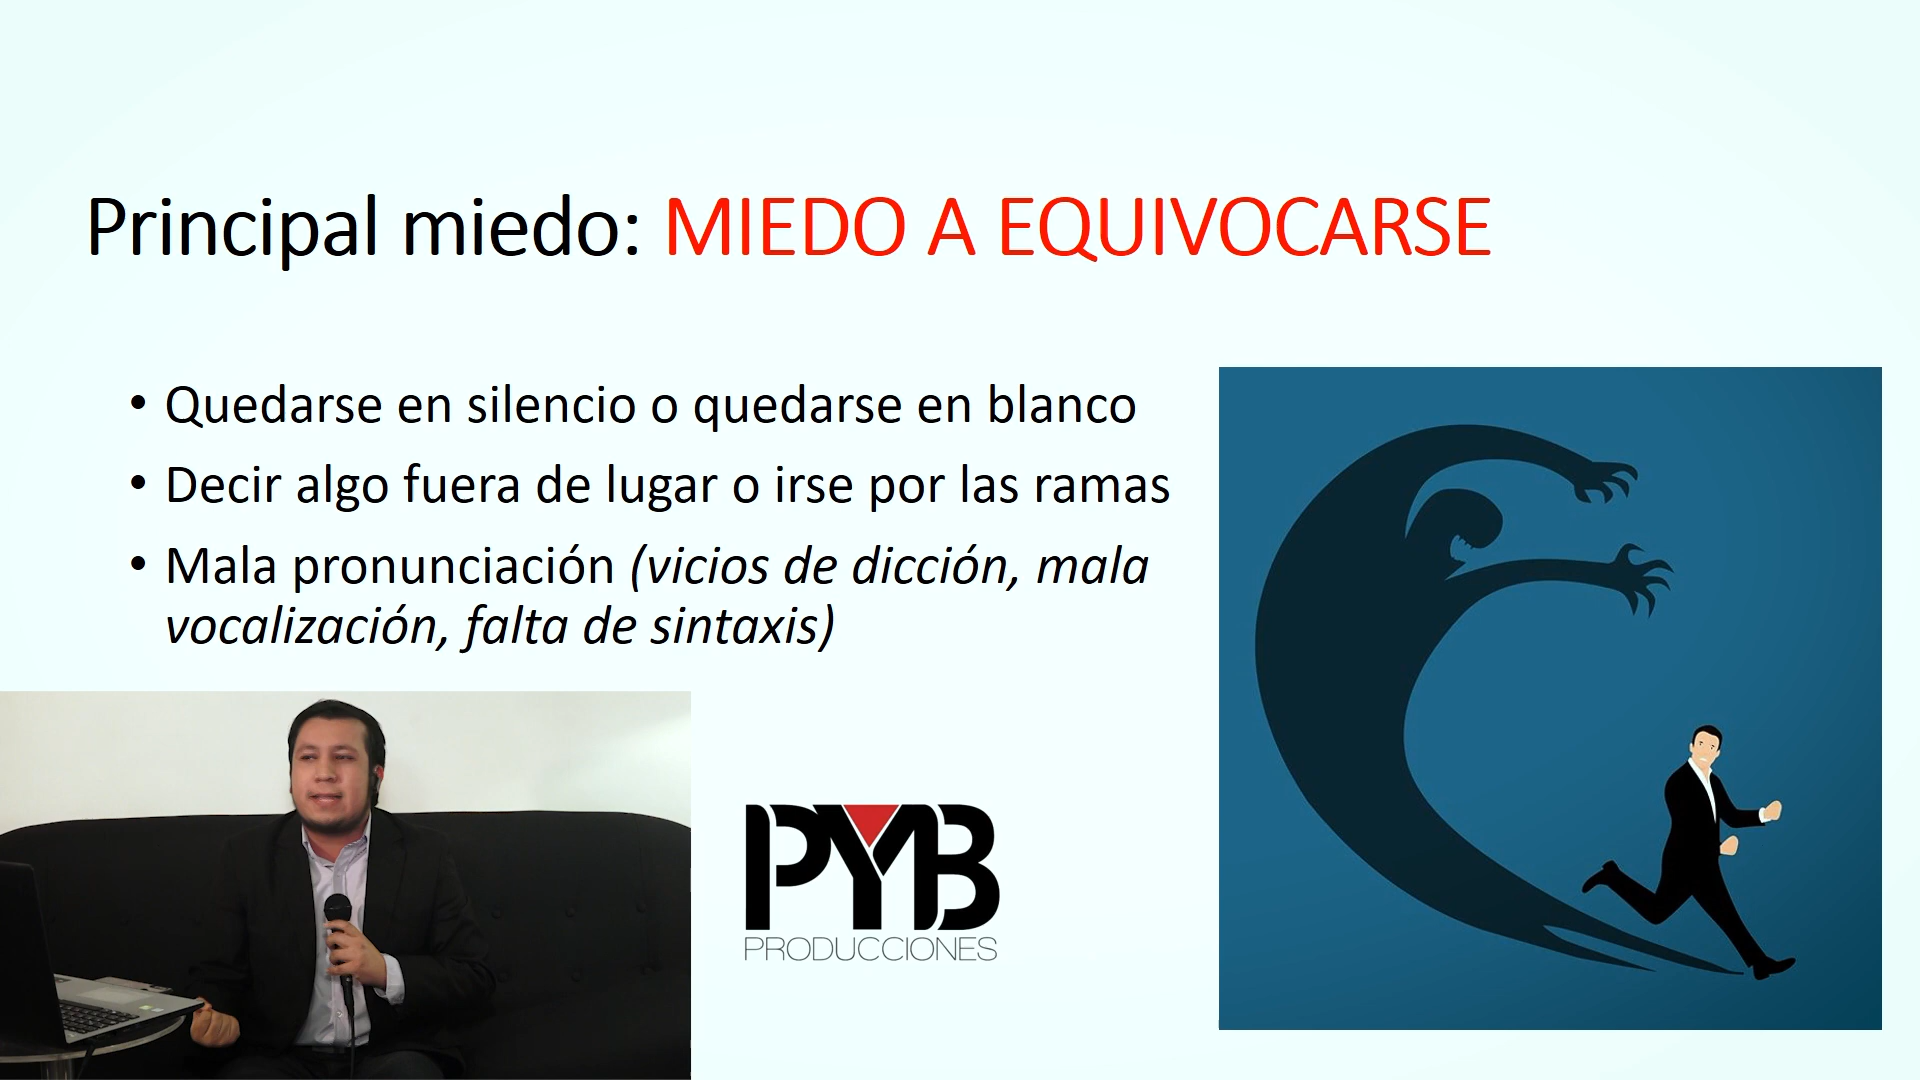 Principal miedo: MIEDO A EQUIVOCARSE
• Quedarse en silencio o quedarse en blanco
• Decir algo fuera de lugar o irse por las ramas
• Mala pronunciación (vicios de dicción, mala
vocalización, falta de sintaxis)
PYB
PRODUCCIONES